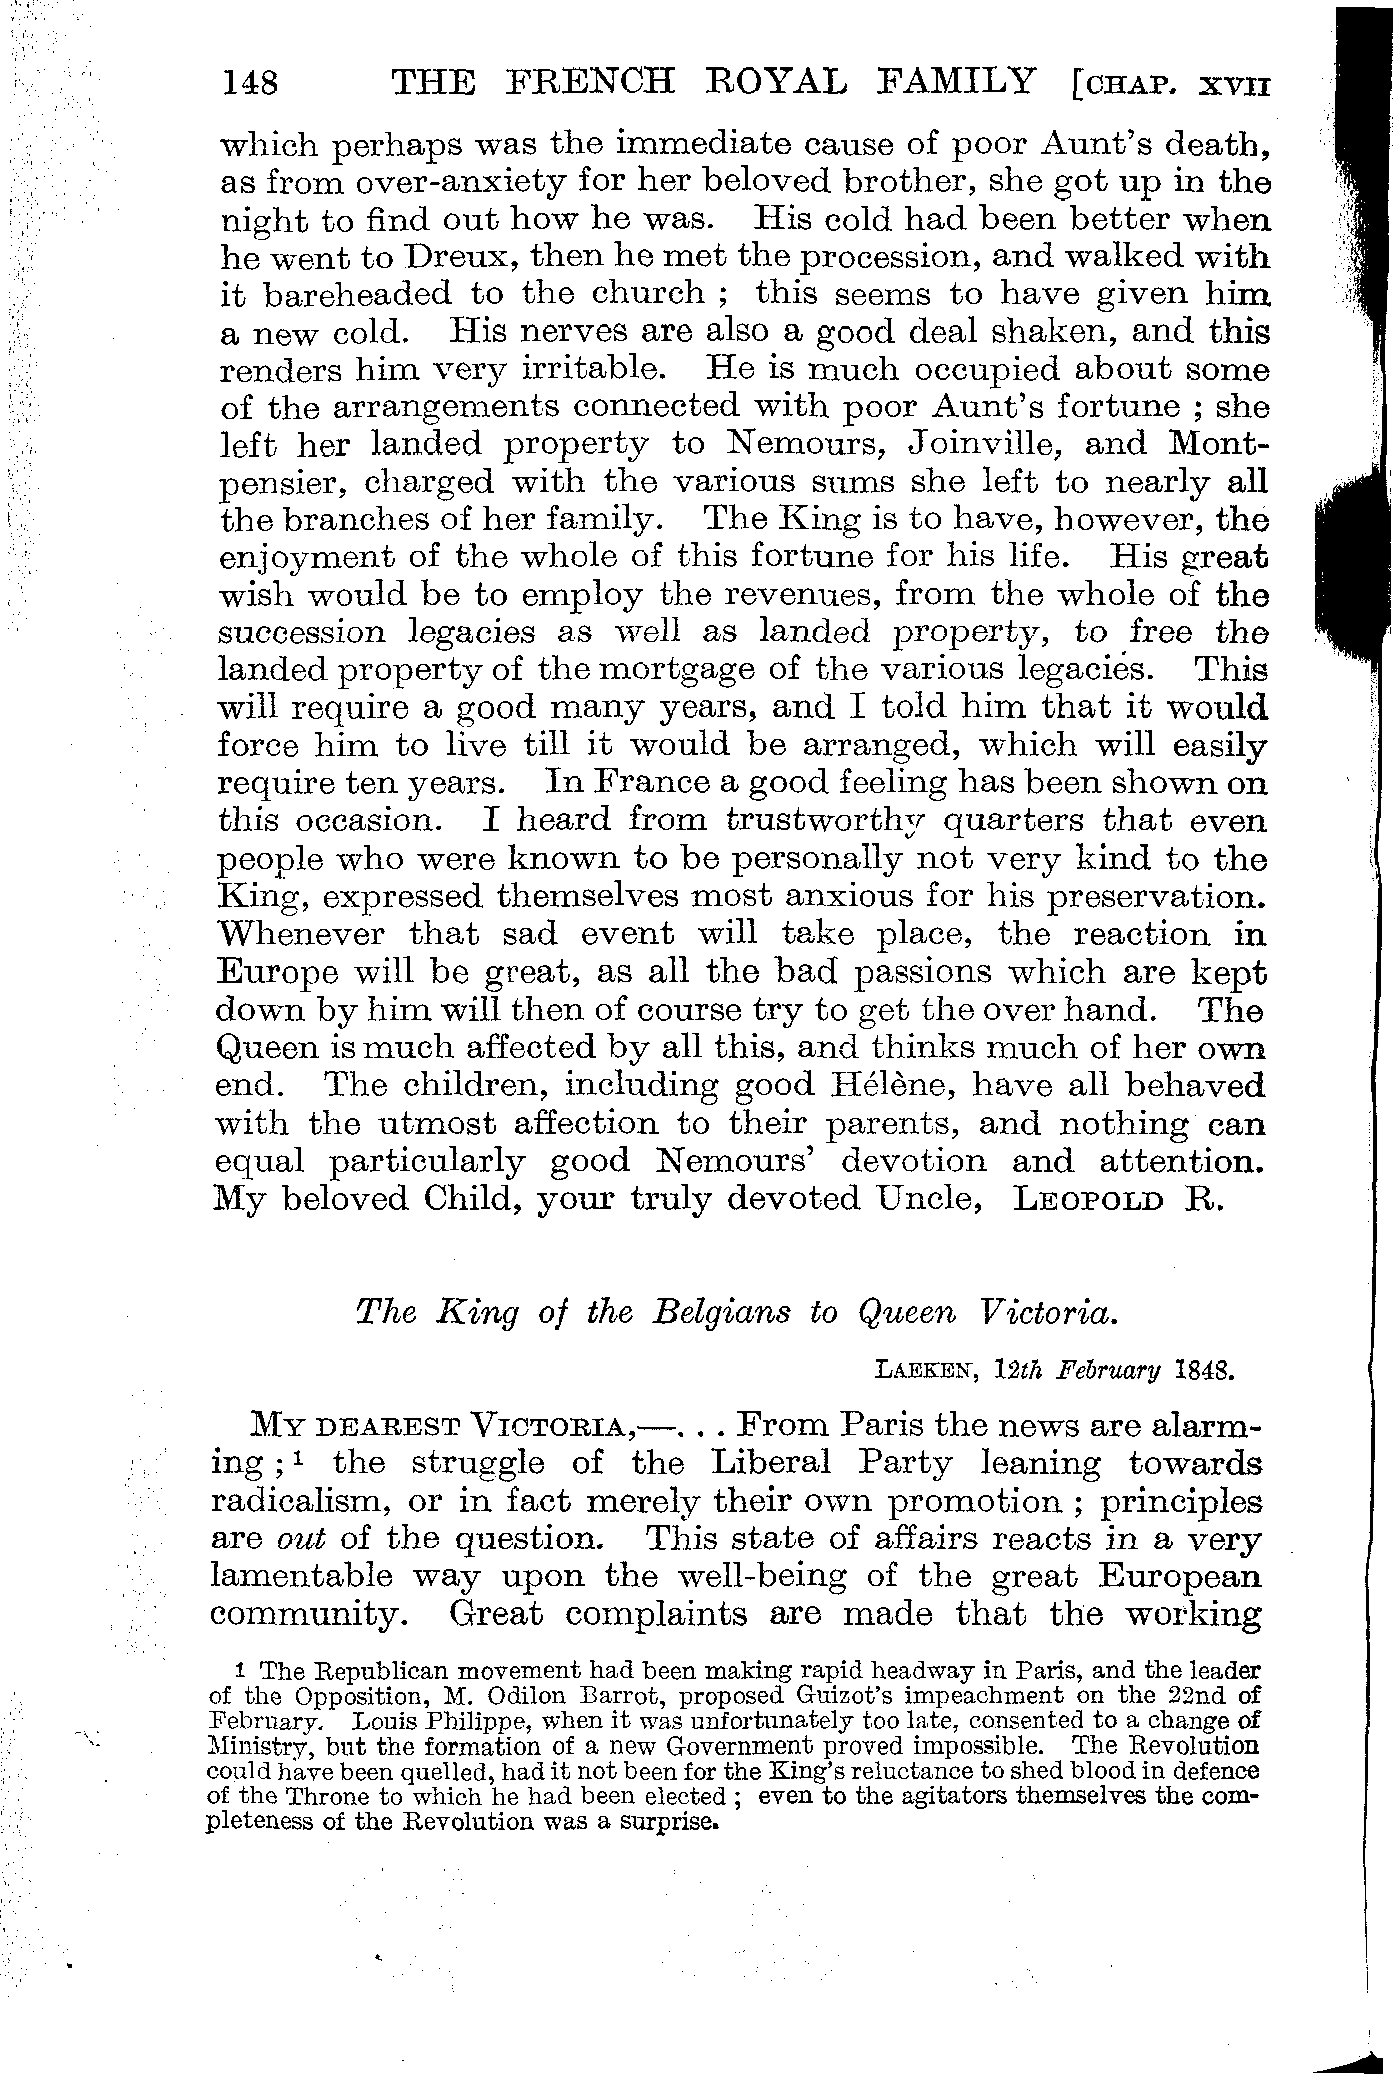 148 THE FRENCH ROYAL FAMILY [CHAP. XVII
which perhaps was the immediate cause of poor Aunt's death,
as from over-anxiety for her beloved brother, she got up in the
night to find out how he was. His cold had been better when
he went to Dreux, then he met the procession, and walked with
it bareheaded to the church ; this seems to have given him
a new cold. His nerves are also a good deal shaken, and this
renders him very irritable. He is much occupied about some
of the arrangements connected with poor Aunt's fortune ; she
left her landed property to Nemours, Joinville, and Mont-
pensier, charged with the various sums she left to nearly all
the branches of her family. The King is to have, however, the
enjoyment of the whole of this fortune for his life. His great
wish would be to employ the revenues, from the whole of the
succession legacies as well as landed property, to free the
landed property of the mortgage of the various legacies. This
will require a good many years, and I told him that it would
force him to live till it would be arranged, which will easily
require ten years. In France a good feeling has been shown on
this occasion. I heard from trustworthy quarters that even
people who were known to be personally not very kind to the
King, expressed themselves most anxious for his preservation.
Whenever that sad event will take place, the reaction in
Europe will be great, as all the bad passions which are kept
down by him will then of course try to get the over hand. The
Queen is much affected by all this, and thinks much of her own
end. The children, including good Hélène, have all behaved
with the utmost affection to their parents, and nothing can
equal particularly good Nemours' devotion and attention.
My beloved Child, your truly devoted Uncle, LEOPOLD R.
The King of the Belgians to Queen Victoria.
LAEKEN, 12th February 1848.
MY DEAREST VICTORIA,—. . . From Paris the news are alarm-
ing ;1 the struggle of the Liberal Party leaning towards
radicalism, or in fact merely their own promotion ; principles
are out of the question. This state of affairs reacts in a very
lamentable way upon the well-being of the great European
community. Great complaints are made that the working
1 The Republican movement had been making rapid headway in Paris, and the leader
of the Opposition, M. Odilon Barrot, proposed Guizot's impeachment on the 22nd of
February. Louis Philippe, when it was unfortunately too late, consented to a change of
Ministry, but the formation of a new Government proved impossible. The Revolution
could have been quelled, had it not been for the King's reluctance to shed blood in defence
of the Throne to which he had been elected ; even to the agitators themselves the com-
pleteness of the Revolution was a surprise.